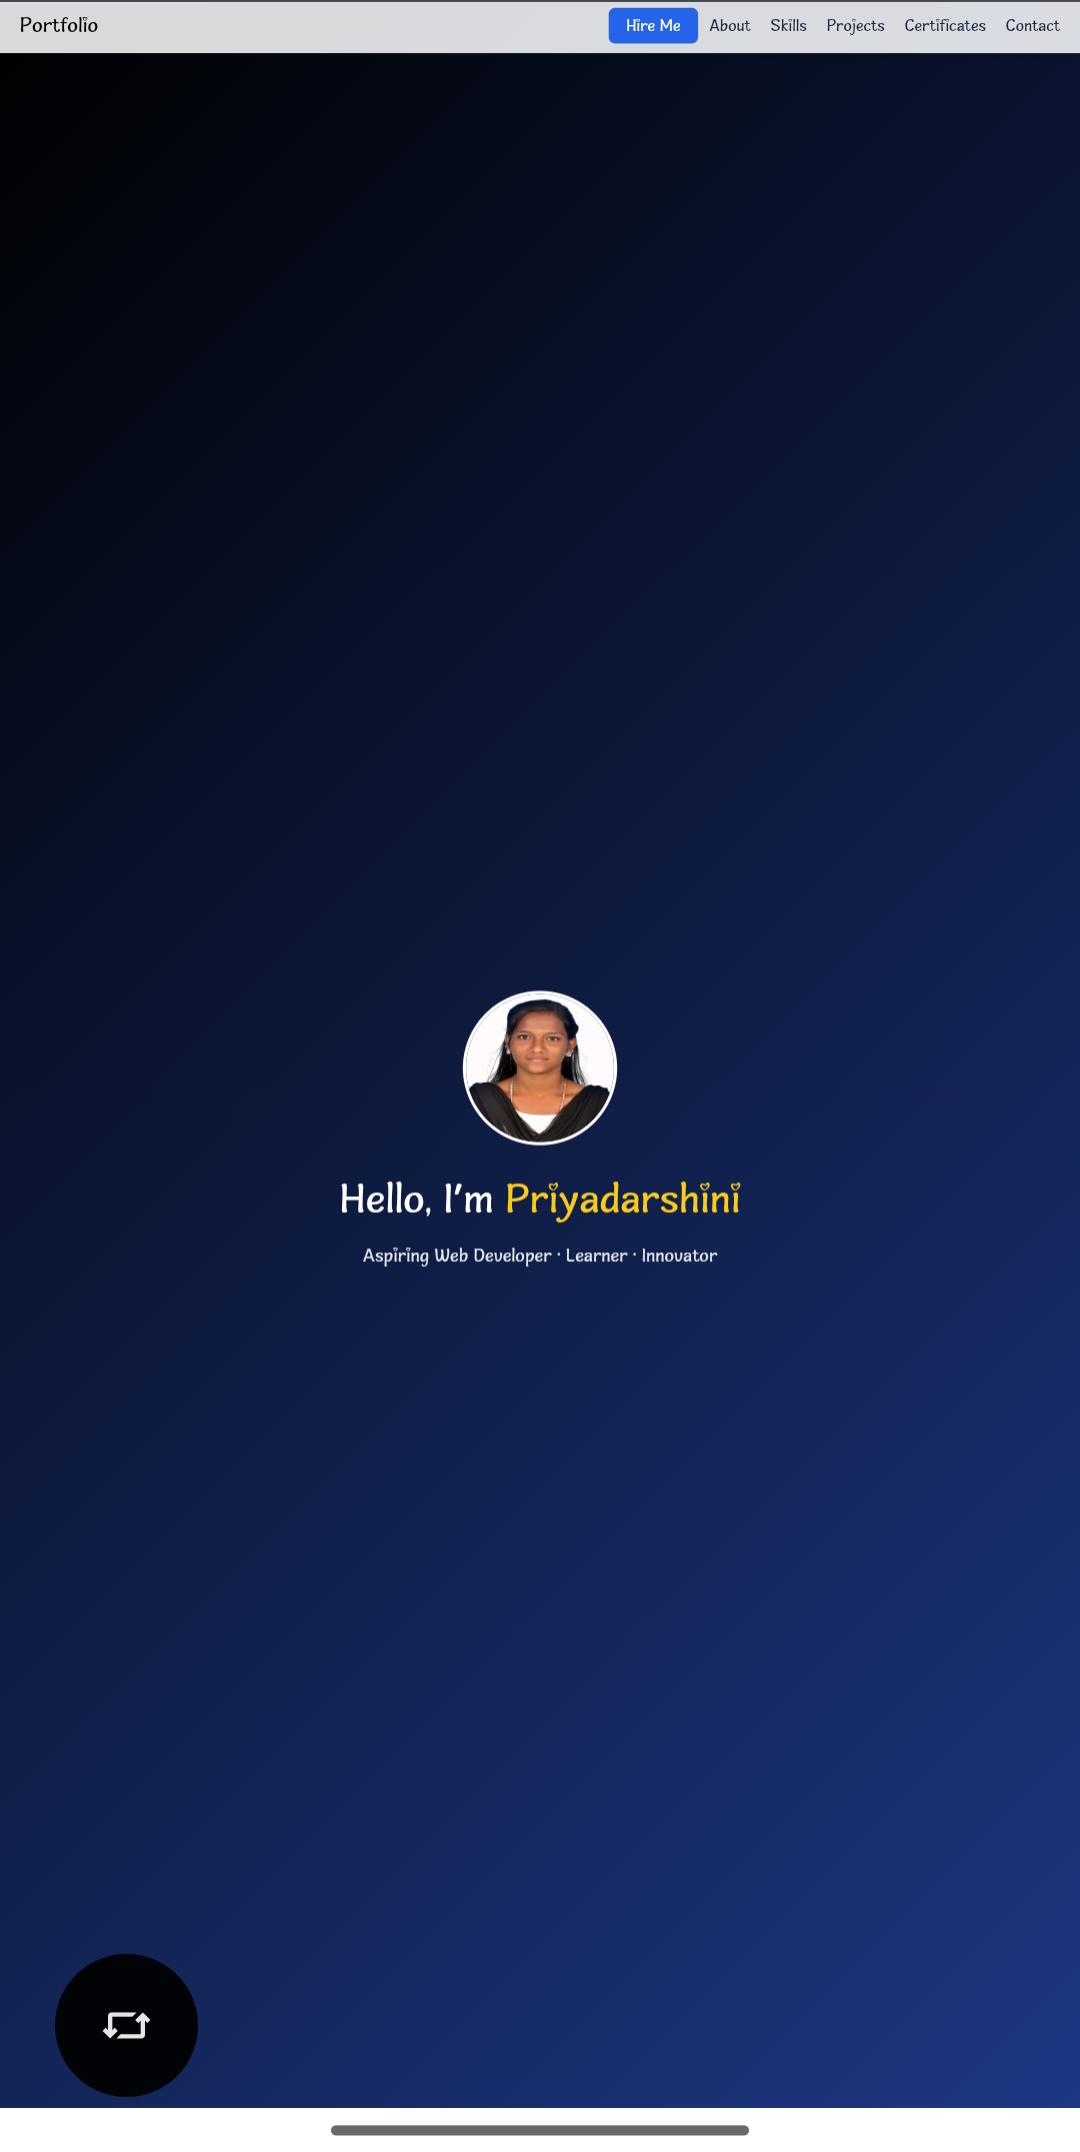 Portfolio
Hire Me About Skills Projects Certificates Contact
Hello, I'm Priyadarshini
Aspiring Web Developer · Learner · Innovator